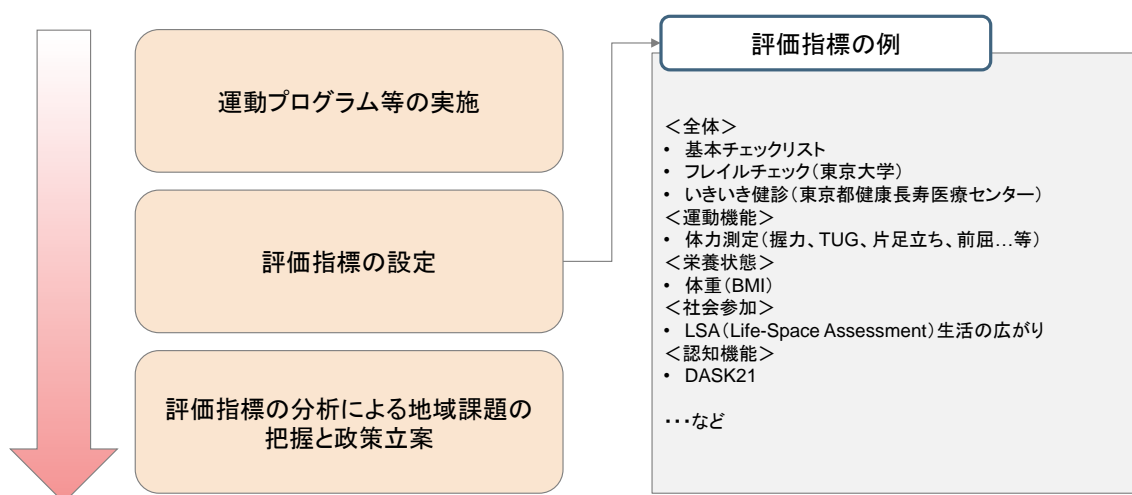 運動プログラム等の実施
評価指標の設定
評価指標の分析による地域課題の
把握と政策立案
評価指標の例
＜全体＞
• 基本チェックリスト
• フレイルチェック（東京大学）
• いきいき健診（東京都健康長寿医療センター）
＜運動機能＞
• 体力測定（握力、TUG、片足立ち、前屈…等）
＜栄養状態＞
• 体重（BMI）
＜社会参加＞
• LSA（Life-Space Assessment）生活の広がり
＜認知機能＞
• DASK21
・・・など